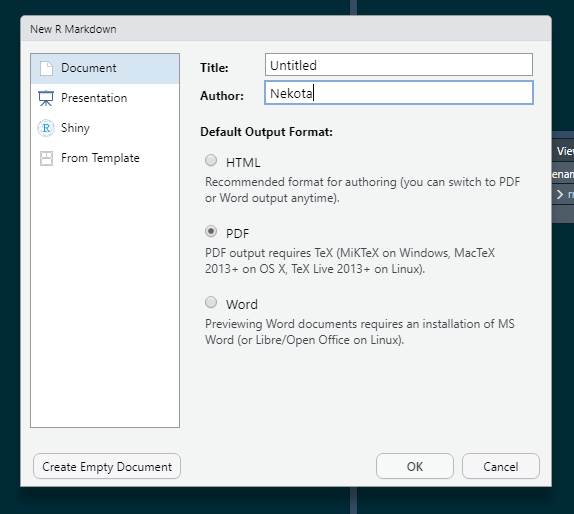 New R Markdown
Document
Presentation
R Shiny
From Template
Title: Untitled
Author: Nekota
Default Output Format:
HTML
Recommended format for authoring (you can switch to PDF
or Word output anytime).
PDF
PDF output requires TeX (MiKTeX on Windows, MacTeX
2013+ on OS X, TeX Live 2013+ on Linux).
Word
Previewing Word documents requires an installation of MS
Word (or Libre/Open Office on Linux).
Create Empty Document
OK
Cancel
View